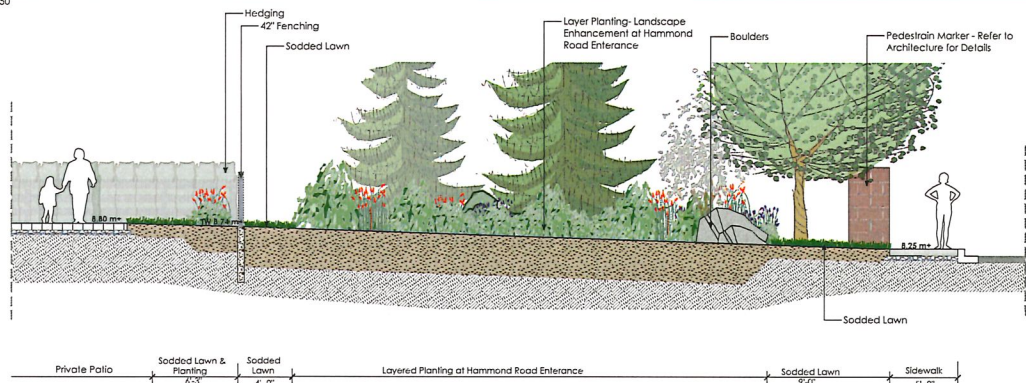 Hedging
42" Fenching
Sodded Lawn
Layer Planting- Landscape
Enhancement at Hammond
Road Enterance
Boulders
Pedestrain Marker - Refer to
Architecture for Details
8.80 m+
TW 8.74 m+
8.25 m+
Sodded Lawn
Private Patio
Sodded Lawn &
Planting
Sodded
Lawn
Layered Planting at Hammond Road Enterance
Sodded Lawn
Sidewalk